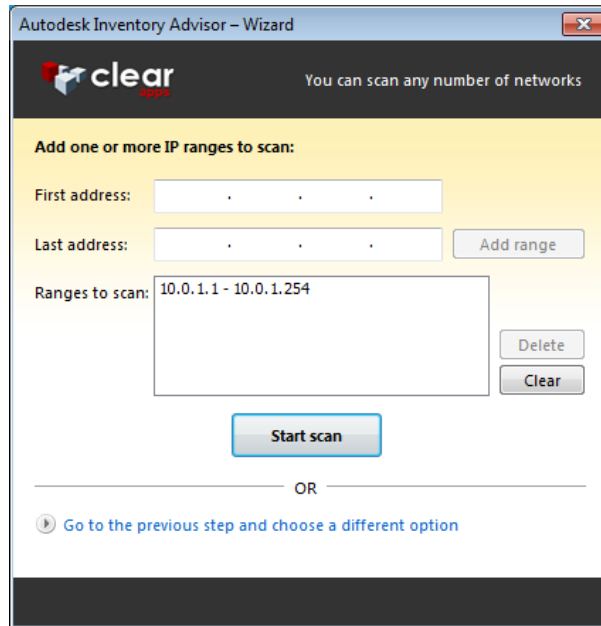 Autodesk Inventory Advisor – Wizard
clear
apps
You can scan any number of networks
Add one or more IP ranges to scan:
First address: . . .
Last address: . . . Add range
Ranges to scan: 10.0.1.1 - 10.0.1.254
Delete
Clear
Start scan
OR
Go to the previous step and choose a different option